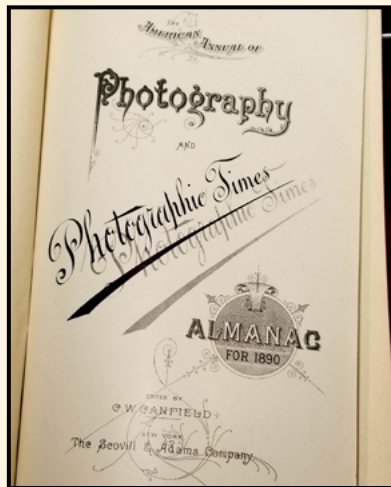 The
AMERICAN ANNUAL OF
Photography
AND
Photographic Times
Photographic Times
ALMANAC
FOR 1890
EDITED BY
C. W. CANFIELD
NEW YORK
The Scovill & Adams Company